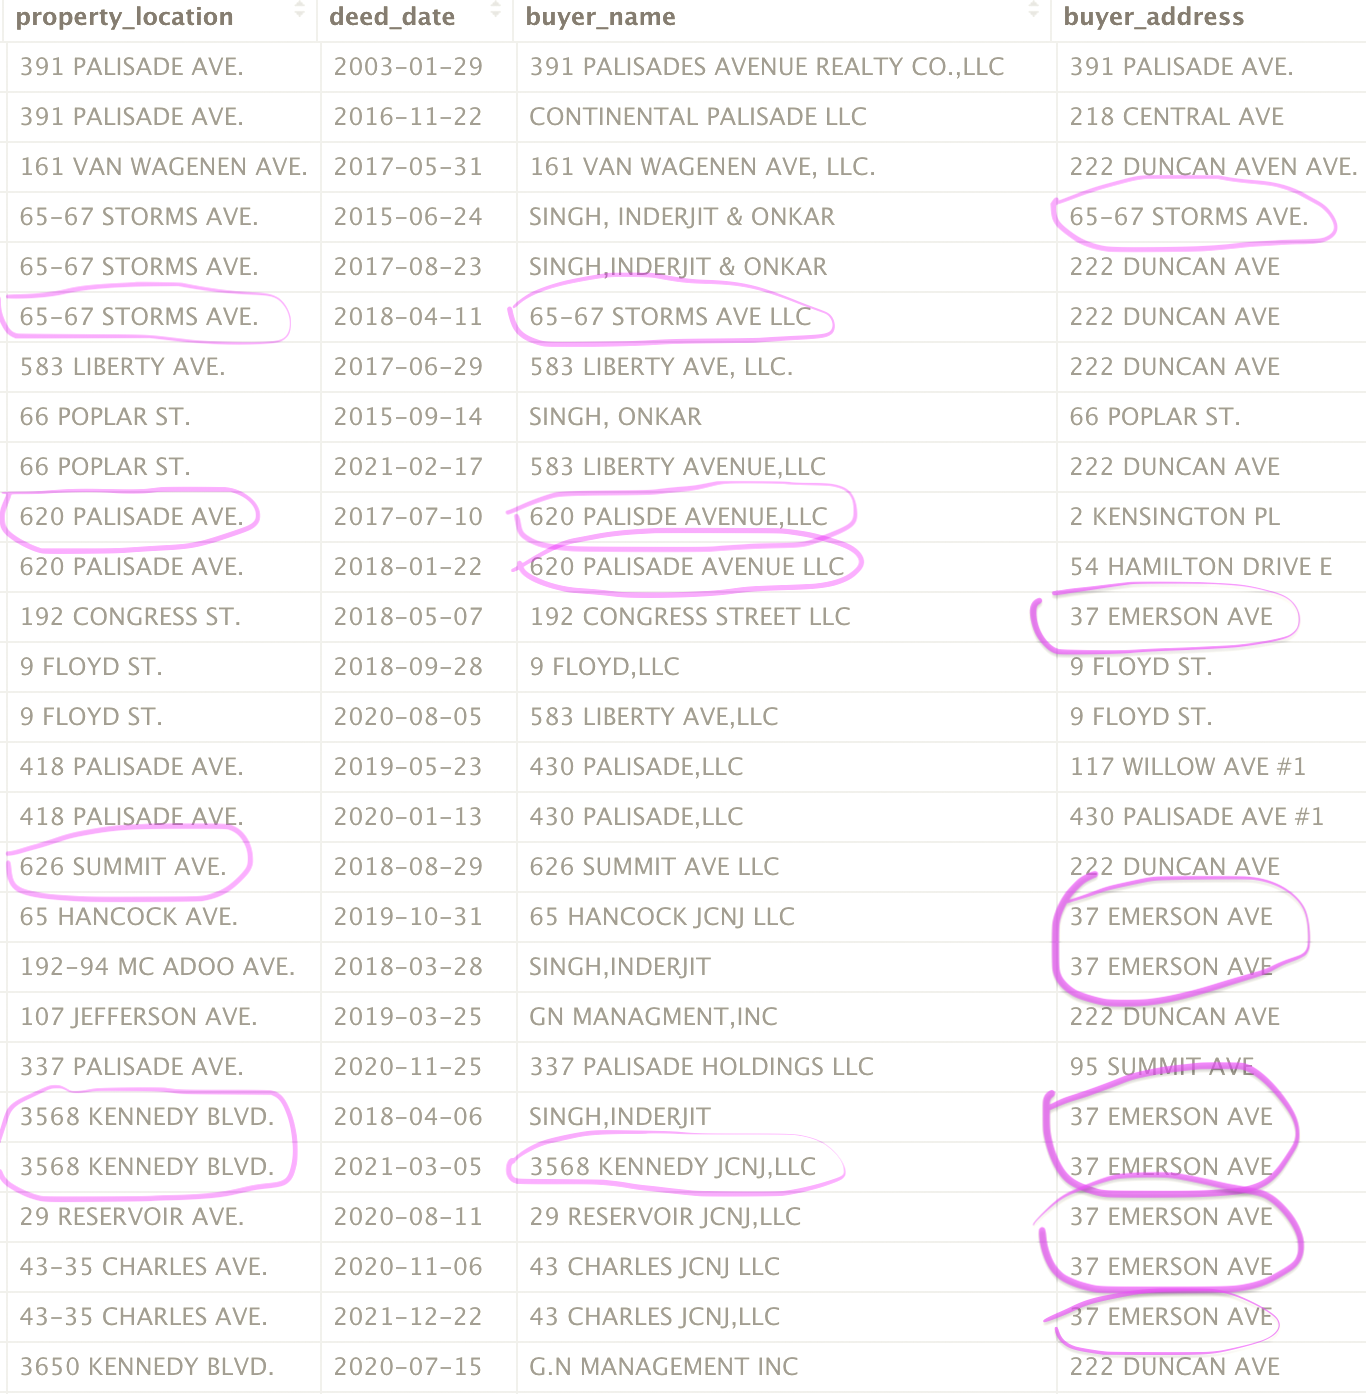 property_location deed_date buyer_name buyer_address
391 PALISADE AVE. 2003-01-29 391 PALISADES AVENUE REALTY CO.,LLC 391 PALISADE AVE.
391 PALISADE AVE. 2016-11-22 CONTINENTAL PALISADE LLC 218 CENTRAL AVE
161 VAN WAGENEN AVE. 2017-05-31 161 VAN WAGENEN AVE, LLC. 222 DUNCAN AVEN AVE.
65-67 STORMS AVE. 2015-06-24 SINGH, INDERJIT & ONKAR 65-67 STORMS AVE.
65-67 STORMS AVE. 2017-08-23 SINGH,INDERJIT & ONKAR 222 DUNCAN AVE
65-67 STORMS AVE. 2018-04-11 65-67 STORMS AVE LLC 222 DUNCAN AVE
583 LIBERTY AVE. 2017-06-29 583 LIBERTY AVE, LLC. 222 DUNCAN AVE
66 POPLAR ST. 2015-09-14 SINGH, ONKAR 66 POPLAR ST.
66 POPLAR ST. 2021-02-17 583 LIBERTY AVENUE,LLC 222 DUNCAN AVE
620 PALISADE AVE. 2017-07-10 620 PALISDE AVENUE,LLC 2 KENSINGTON PL
620 PALISADE AVE. 2018-01-22 620 PALISADE AVENUE LLC 54 HAMILTON DRIVE E
192 CONGRESS ST. 2018-05-07 192 CONGRESS STREET LLC 37 EMERSON AVE
9 FLOYD ST. 2018-09-28 9 FLOYD,LLC 9 FLOYD ST.
9 FLOYD ST. 2020-08-05 583 LIBERTY AVE,LLC 9 FLOYD ST.
418 PALISADE AVE. 2019-05-23 430 PALISADE,LLC 117 WILLOW AVE #1
418 PALISADE AVE. 2020-01-13 430 PALISADE,LLC 430 PALISADE AVE #1
626 SUMMIT AVE. 2018-08-29 626 SUMMIT AVE LLC 222 DUNCAN AVE
65 HANCOCK AVE. 2019-10-31 65 HANCOCK JCNJ LLC 37 EMERSON AVE
192-94 MC ADOO AVE. 2018-03-28 SINGH,INDERJIT 37 EMERSON AVE
107 JEFFERSON AVE. 2019-03-25 GN MANAGMENT,INC 222 DUNCAN AVE
337 PALISADE AVE. 2020-11-25 337 PALISADE HOLDINGS LLC 95 SUMMIT AVE
3568 KENNEDY BLVD. 2018-04-06 SINGH,INDERJIT 37 EMERSON AVE
3568 KENNEDY BLVD. 2021-03-05 3568 KENNEDY JCNJ,LLC 37 EMERSON AVE
29 RESERVOIR AVE. 2020-08-11 29 RESERVOIR JCNJ,LLC 37 EMERSON AVE
43-35 CHARLES AVE. 2020-11-06 43 CHARLES JCNJ LLC 37 EMERSON AVE
43-35 CHARLES AVE. 2021-12-22 43 CHARLES JCNJ,LLC 37 EMERSON AVE
3650 KENNEDY BLVD. 2020-07-15 G.N MANAGEMENT INC 222 DUNCAN AVE